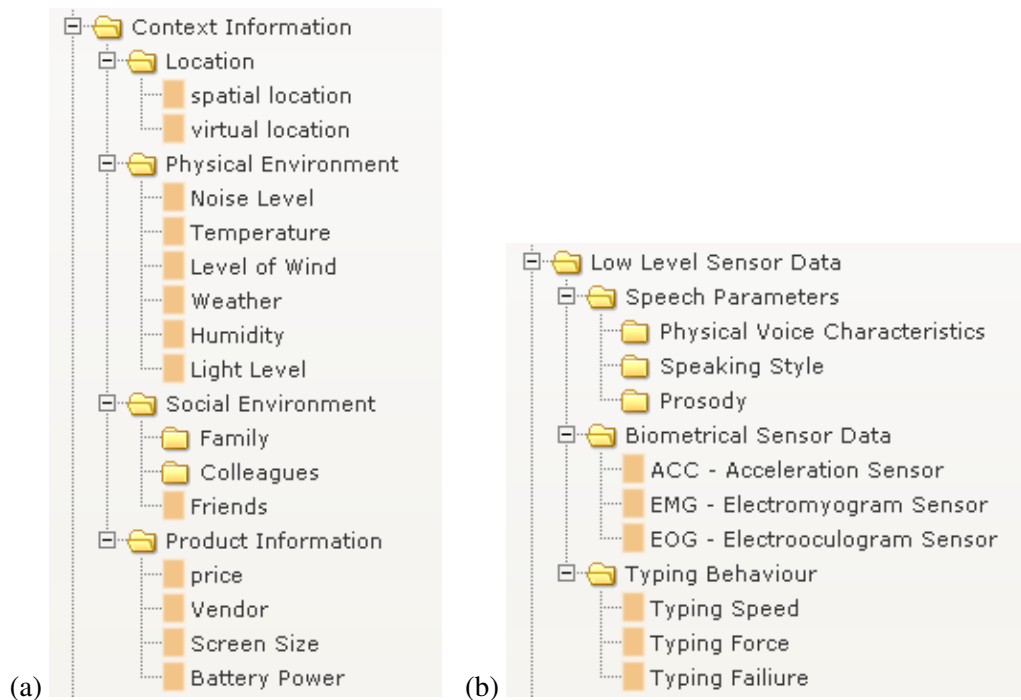 Context Information
Location
spatial location
virtual location
Physical Environment
Noise Level
Temperature
Level of Wind
Weather
Humidity
Light Level
Social Environment
Family
Colleagues
Friends
Product Information
price
Vendor
Screen Size
Battery Power
(a)
Low Level Sensor Data
Speech Parameters
Physical Voice Characteristics
Speaking Style
Prosody
Biometrical Sensor Data
ACC - Acceleration Sensor
EMG - Electromyogram Sensor
EOG - Electrooculogram Sensor
Typing Behaviour
Typing Speed
Typing Force
Typing Failiure
(b)